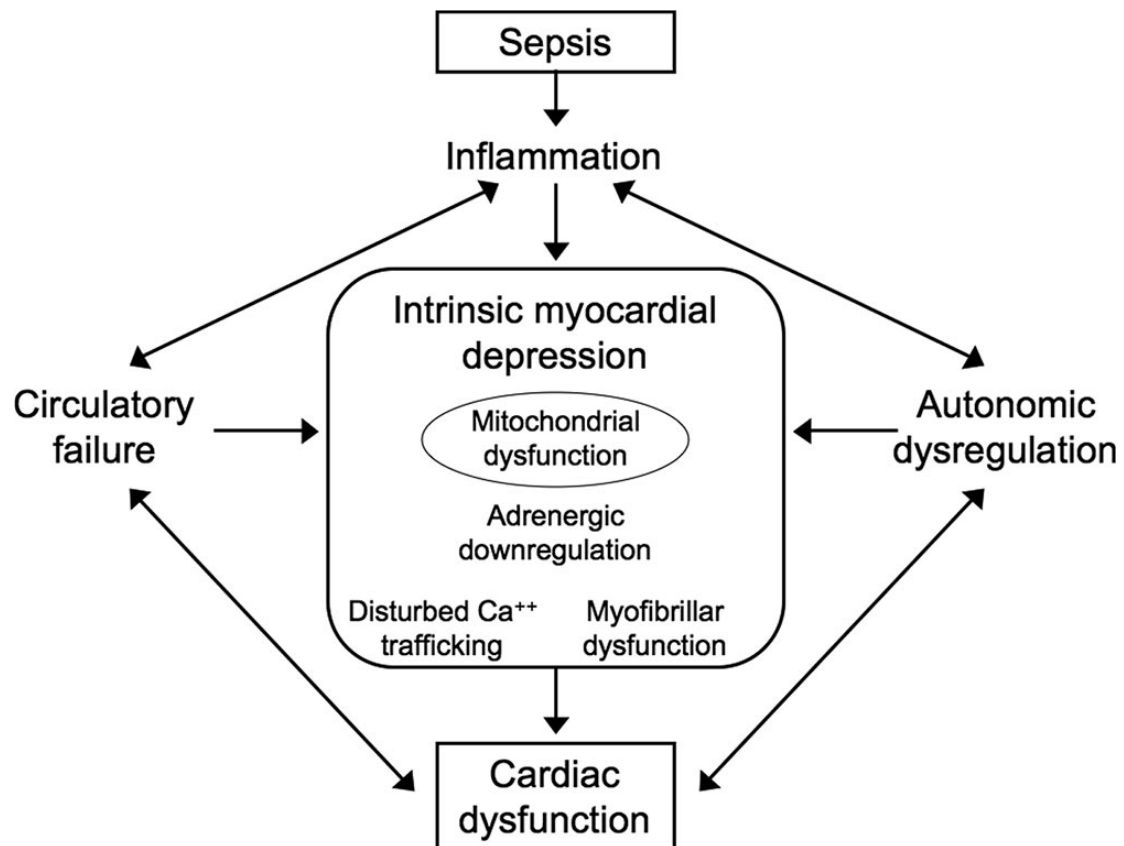 Sepsis
Inflammation
Intrinsic myocardial
depression
Circulatory
failure
Mitochondrial
dysfunction
Autonomic
dysregulation
Adrenergic
downregulation
Disturbed Ca⁺⁺
trafficking
Myofibrillar
dysfunction
Cardiac
dysfunction